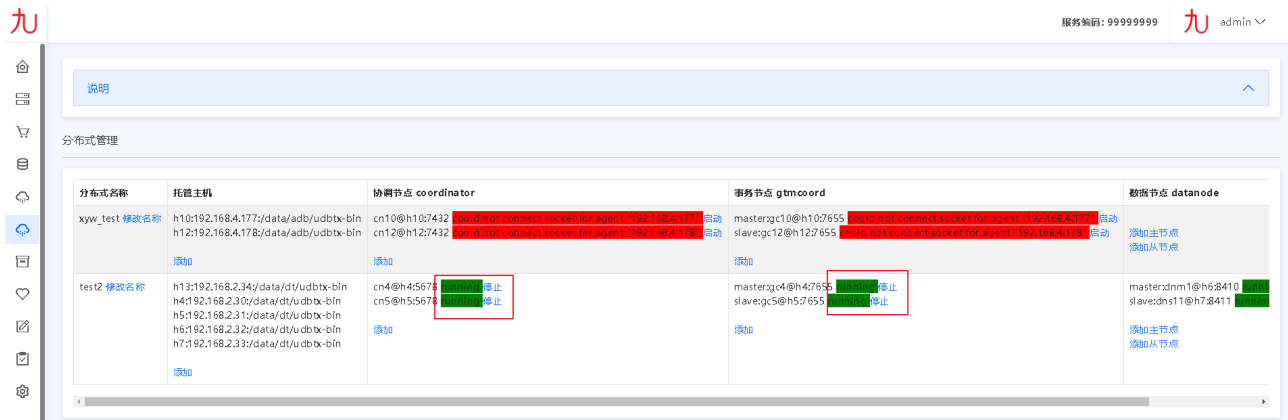 九
服务编码: 99999999
九 admin
说明
分布式管理
分布式名称 托管主机 协调节点 coordinator 事务节点 gtmcoord 数据节点 datanode
xyw_test 修改名称
h10:192.168.4.177:/data/adb/udbtx-bin
h12:192.168.4.178:/data/adb/udbtx-bin
添加
cn10@h10:7432 could not connect socket for agent "192.168.4.177".启动
cn12@h12:7432 could not connect socket for agent "192.168.4.178".启动
添加
master:gc10@h10:7655 could not connect socket for agent "192.168.4.177".启动
slave:gc12@h12:7655 could not connect socket for agent "192.168.4.178".启动
添加
添加主节点
添加从节点
test2 修改名称
h13:192.168.2.34:/data/dt/udbtx-bin
h4:192.168.2.30:/data/dt/udbtx-bin
h5:192.168.2.31:/data/dt/udbtx-bin
h6:192.168.2.32:/data/dt/udbtx-bin
h7:192.168.2.33:/data/dt/udbtx-bin
添加
cn4@h4:5678 running 停止
cn5@h5:5678 running 停止
添加
master:gc4@h4:7655 running 停止
slave:gc5@h5:7655 running 停止
添加
master:dnm1@h6:8410
slave:dns11@h7:8411
添加主节点
添加从节点